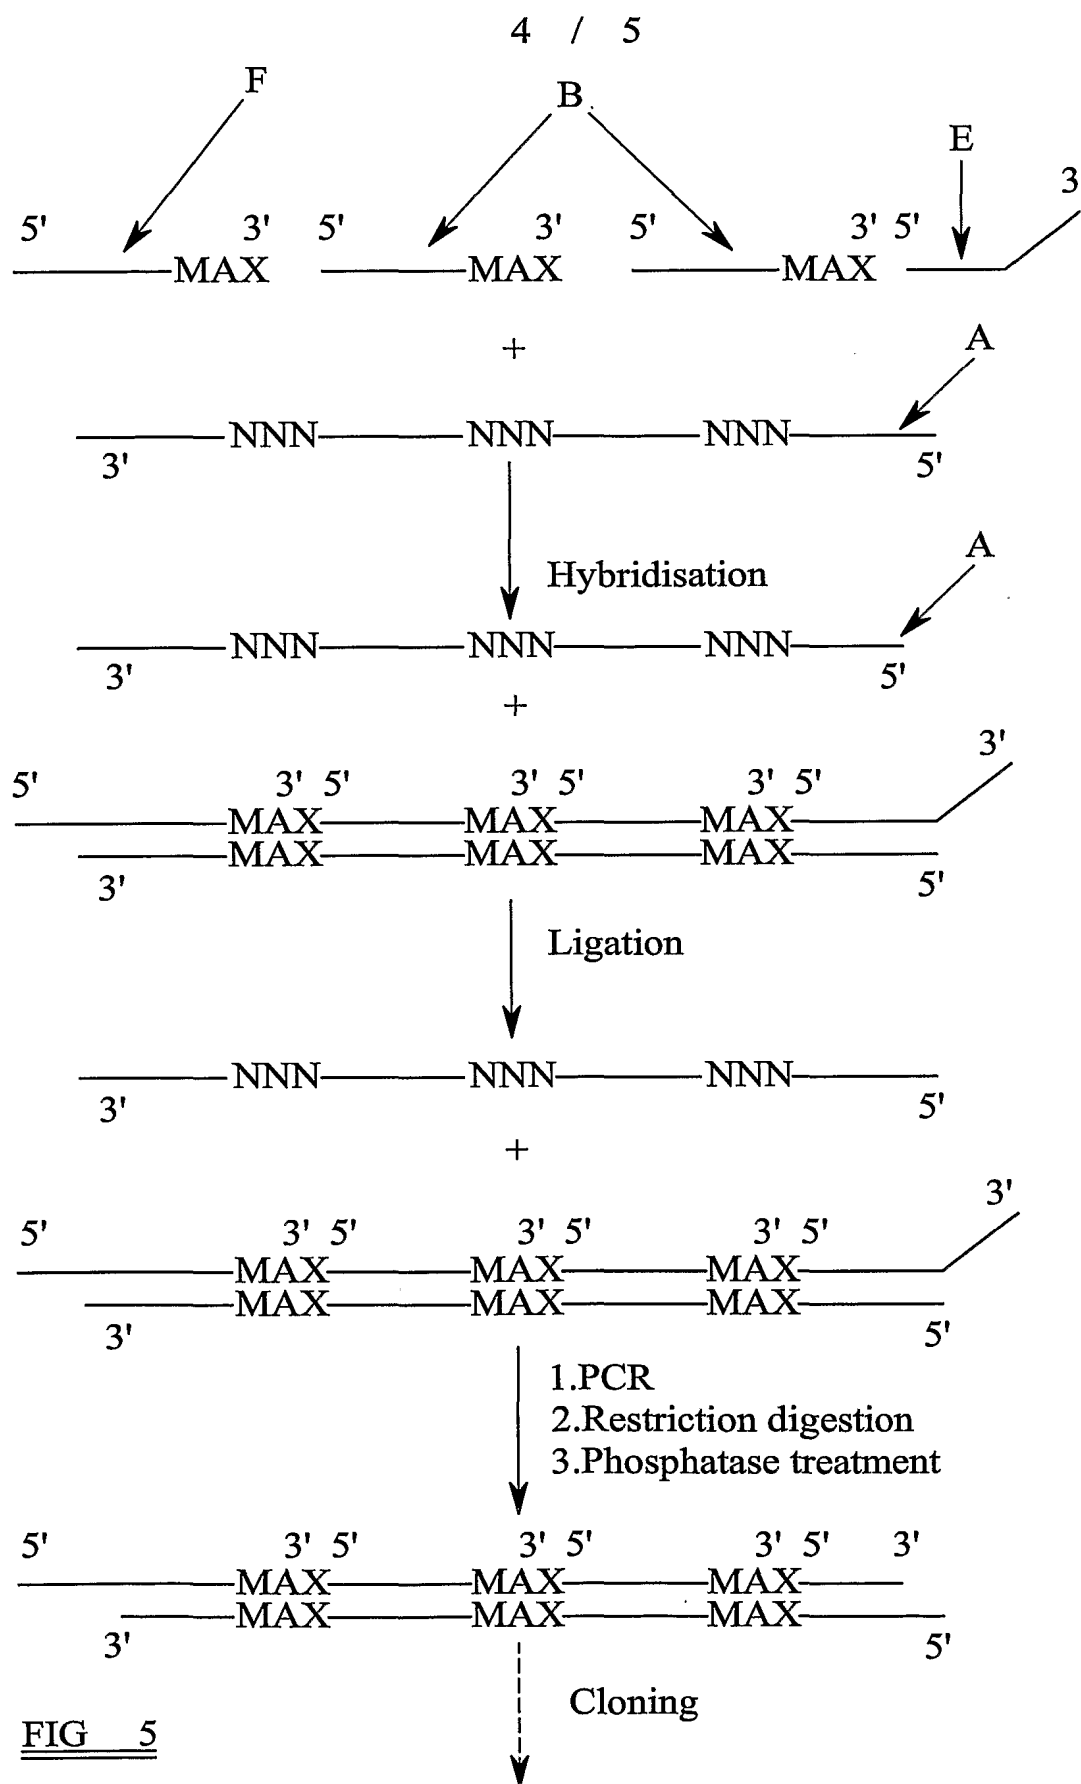 4 / 5
F
B
E
3
5' 3' 5' 3' 5' 3' 5'
MAX MAX MAX
+
A
NNN NNN NNN
3' 5'
Hybridisation
A
NNN NNN NNN
3' 5'
+
3'
5' 3' 5' 3' 5' 3' 5'
MAX MAX MAX
MAX MAX MAX
3' 5'
Ligation
NNN NNN NNN
3' 5'
+
3'
5' 3' 5' 3' 5' 3' 5'
MAX MAX MAX
MAX MAX MAX
3' 5'
1.PCR
2.Restriction digestion
3.Phosphatase treatment
5' 3' 5' 3' 5' 3' 5' 3'
MAX MAX MAX
MAX MAX MAX
3' 5'
Cloning
FIG 5